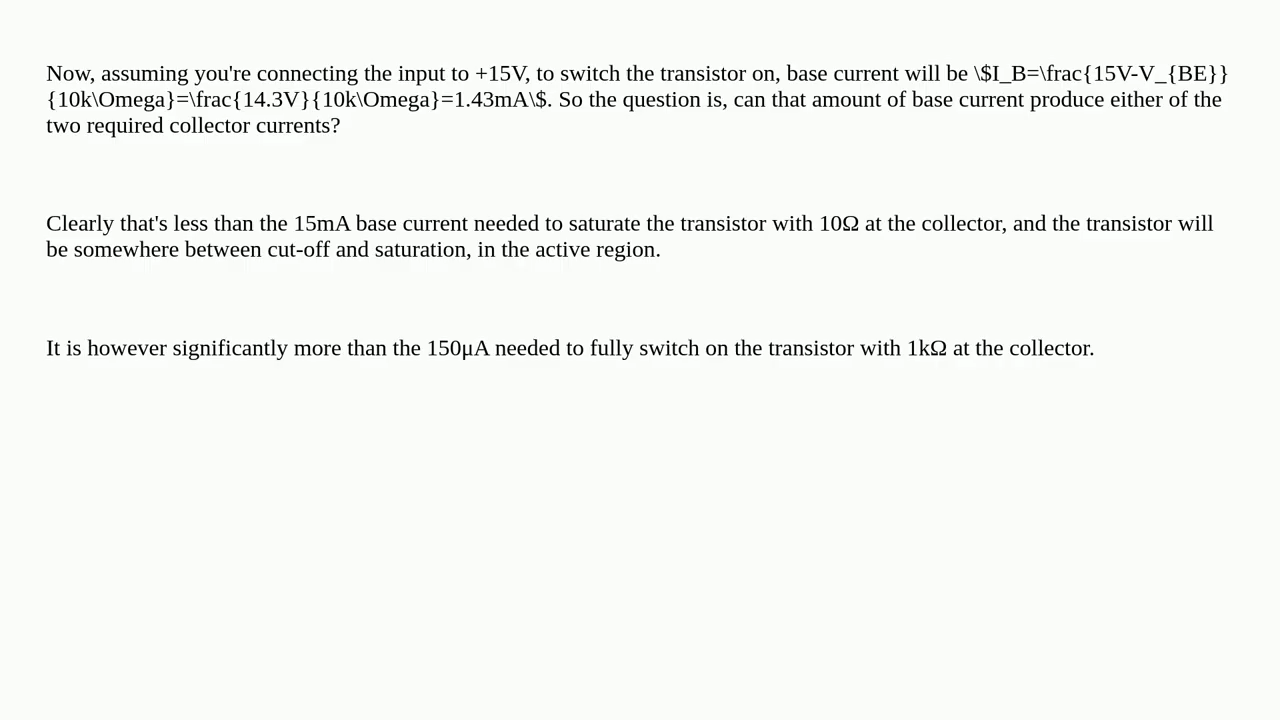 Now, assuming you're connecting the input to +15V, to switch the transistor on, base current will be \$I_B=\frac{15V-V_{BE}}
{10k\Omega}=\frac{14.3V}{10k\Omega}=1.43mA\$. So the question is, can that amount of base current produce either of the
two required collector currents?
Clearly that's less than the 15mA base current needed to saturate the transistor with 10Ω at the collector, and the transistor will
be somewhere between cut-off and saturation, in the active region.
It is however significantly more than the 150μA needed to fully switch on the transistor with 1kΩ at the collector.